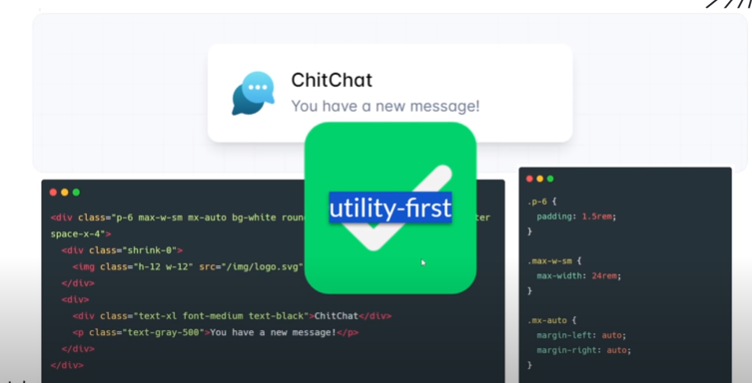 ChitChat
You have a new message!
utility-first
<div class="p-6 max-w-sm mx-auto bg-white
space-x-4">
<div class="shrink-0">
<img class="h-12 w-12" src="/img/logo.svg"
</div>
<div>
<div class="text-xl font-medium text-black">ChitChat</div>
<p class="text-gray-500">You have a new message!</p>
</div>
</div>
.p-6 {
padding: 1.5rem;
}
.max-w-sm {
max-width: 24rem;
}
.mx-auto {
margin-left: auto;
margin-right: auto;
}